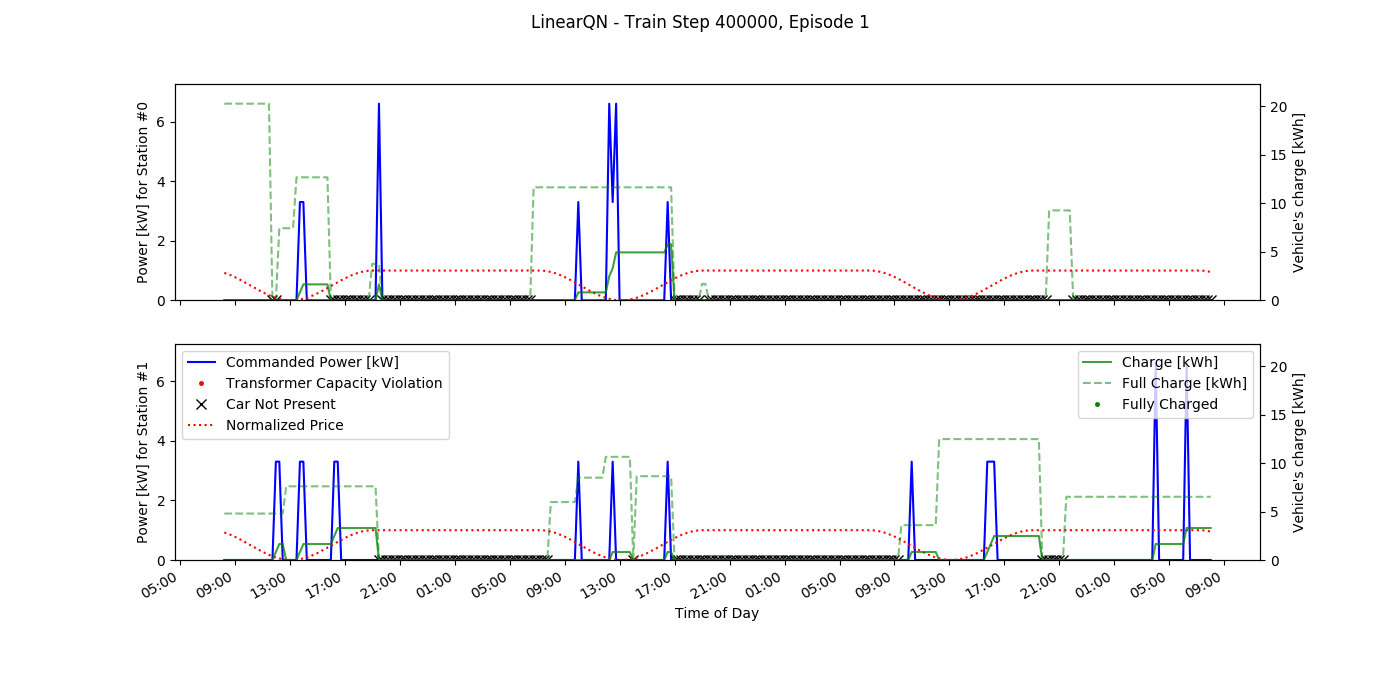 LinearQN - Train Step 400000, Episode 1
Power [kW] for Station #0
6
4
2
0
20
15
10
5
0
Vehicle's charge [kWh]
Power [kW] for Station #1
6
4
2
0
Commanded Power [kW]
Transformer Capacity Violation
Car Not Present
Normalized Price
Charge [kWh]
Full Charge [kWh]
Fully Charged
20
15
10
5
0
Vehicle's charge [kWh]
05:00 09:00 13:00 17:00 21:00 01:00 05:00 09:00 13:00 17:00 21:00 01:00 05:00 09:00 13:00 17:00 21:00 01:00 05:00 09:00
Time of Day